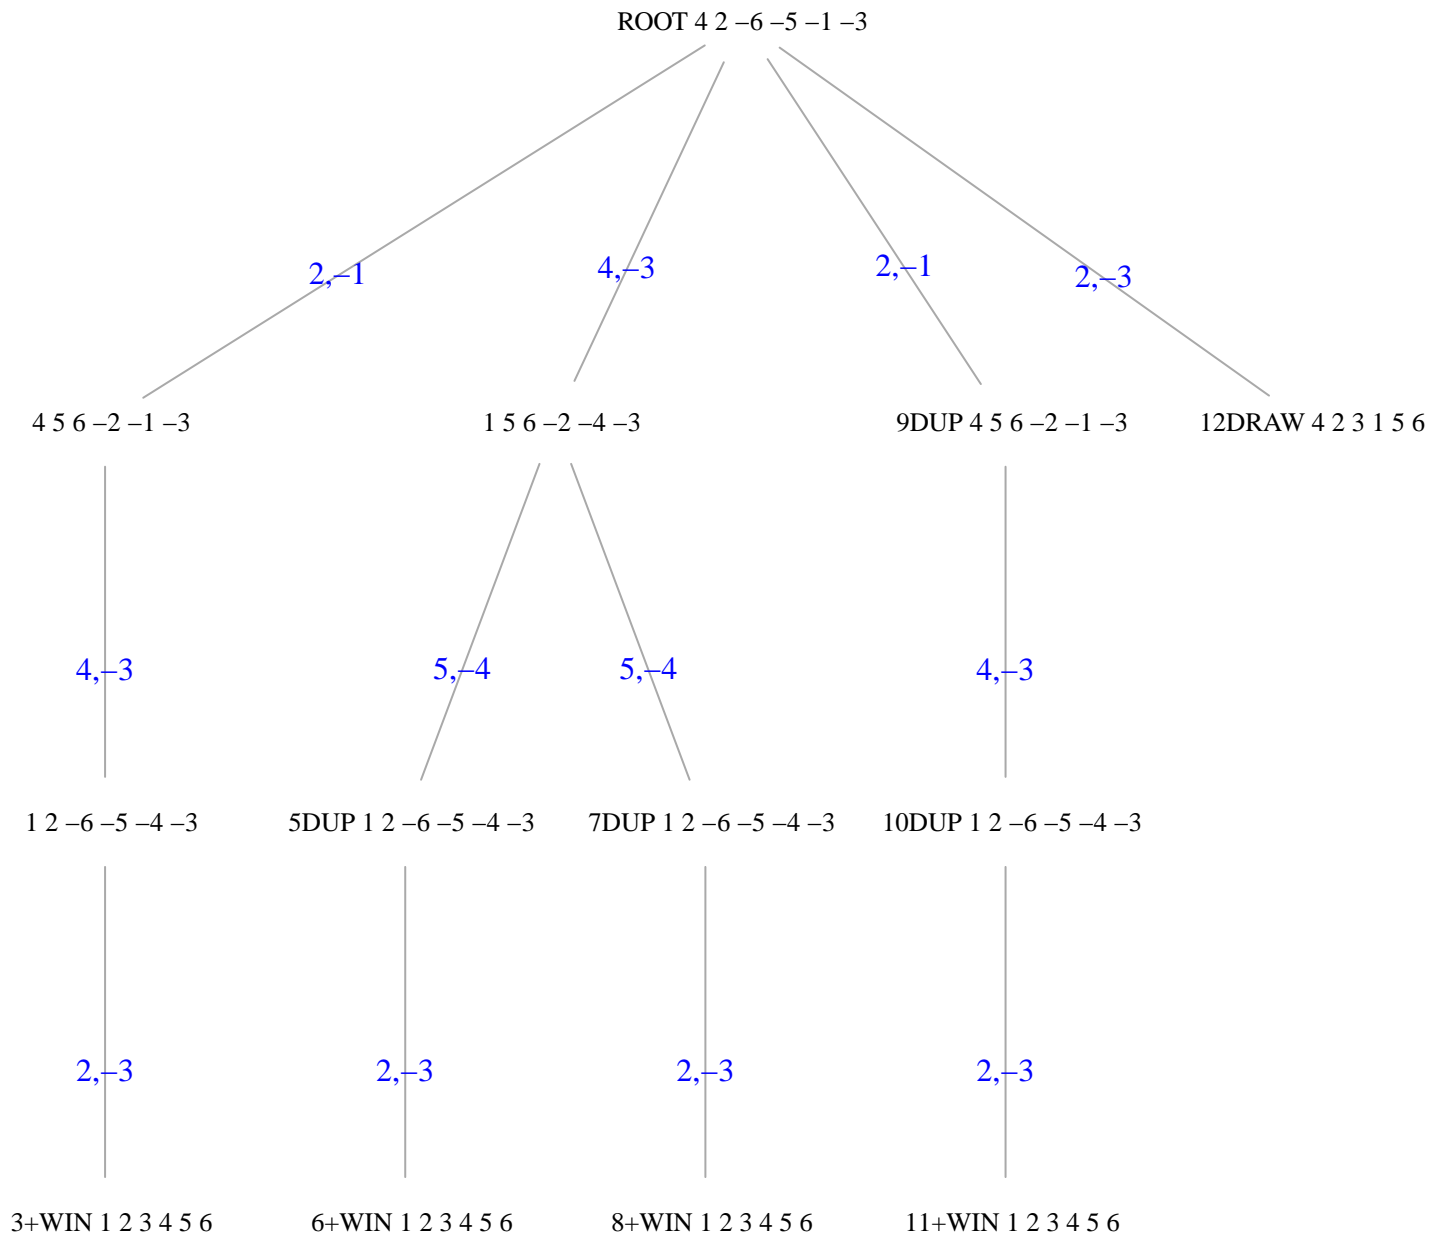 ROOT 4 2 –6 –5 –1 –3
2,–1
4,–3
2,–1
2,–3
4 5 6 –2 –1 –3
1 5 6 –2 –4 –3
9DUP 4 5 6 –2 –1 –3
12DRAW 4 2 3 1 5 6
4,–3
5,–4
5,–4
4,–3
1 2 –6 –5 –4 –3
5DUP 1 2 –6 –5 –4 –3
7DUP 1 2 –6 –5 –4 –3
10DUP 1 2 –6 –5 –4 –3
2,–3
2,–3
2,–3
2,–3
3+WIN 1 2 3 4 5 6
6+WIN 1 2 3 4 5 6
8+WIN 1 2 3 4 5 6
11+WIN 1 2 3 4 5 6